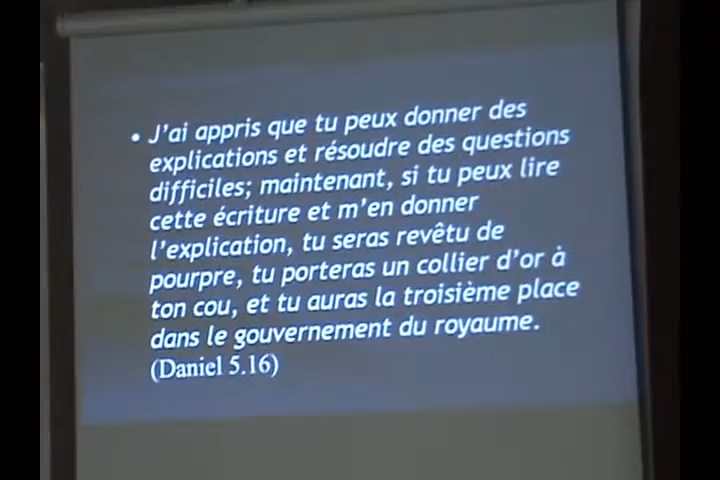 • J'ai appris que tu peux donner des
explications et résoudre des questions
difficiles; maintenant, si tu peux lire
cette écriture et m'en donner
l'explication, tu seras revêtu de
pourpre, tu porteras un collier d'or à
ton cou, et tu auras la troisième place
dans le gouvernement du royaume.
(Daniel 5.16)